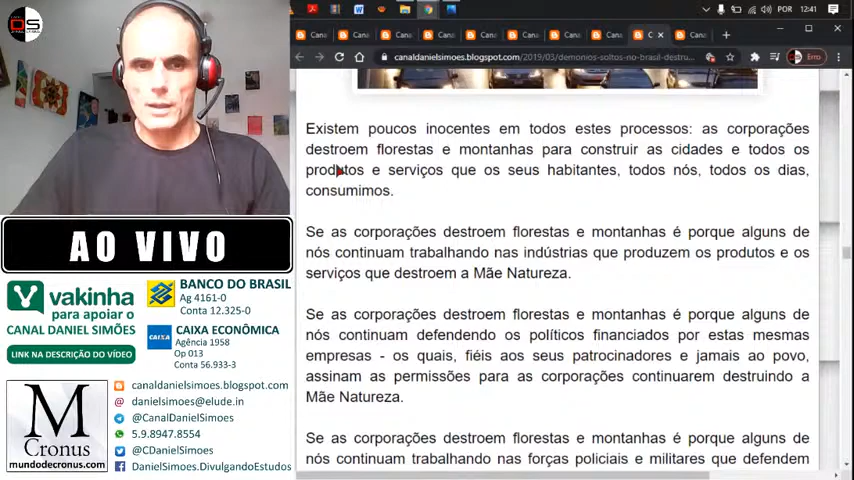 POR 12:41
canaldanielsimoes.blogspot.com/2019/03/demonios-soltos-no-brasil-destru...
Erro
Existem poucos inocentes em todos estes processos: as corporações
destroem florestas e montanhas para construir as cidades e todos os
produtos e serviços que os seus habitantes, todos nós, todos os dias,
consumimos.
Se as corporações destroem florestas e montanhas é porque alguns de
nós continuam trabalhando nas indústrias que produzem os produtos e os
serviços que destroem a Mãe Natureza.
Se as corporações destroem florestas e montanhas é porque alguns de
nós continuam defendendo os políticos financiados por estas mesmas
empresas - os quais, fiéis aos seus patrocinadores e jamais ao povo,
assinam as permissões para as corporações continuarem destruindo a
Mãe Natureza.
Se as corporações destroem florestas e montanhas é porque alguns de
nós continuam trabalhando nas forças policiais e militares que defendem
AO VIVO
vakinha
para apoiar o
CANAL DANIEL SIMÕES
LINK NA DESCRIÇÃO DO VÍDEO
BANCO DO BRASIL
Ag 4161-0
Conta 12.325-0
CAIXA
CAIXA ECONÔMICA
Agência 1958
Op 013
Conta 56.933-3
M
Cronus
mundodecronus.com
canaldanielsimoes.blogspot.com
danielsimoes@elude.in
@CanalDanielSimoes
5.9.8947.8554
@CDanielSimoes
DanielSimoes.DivulgandoEstudos